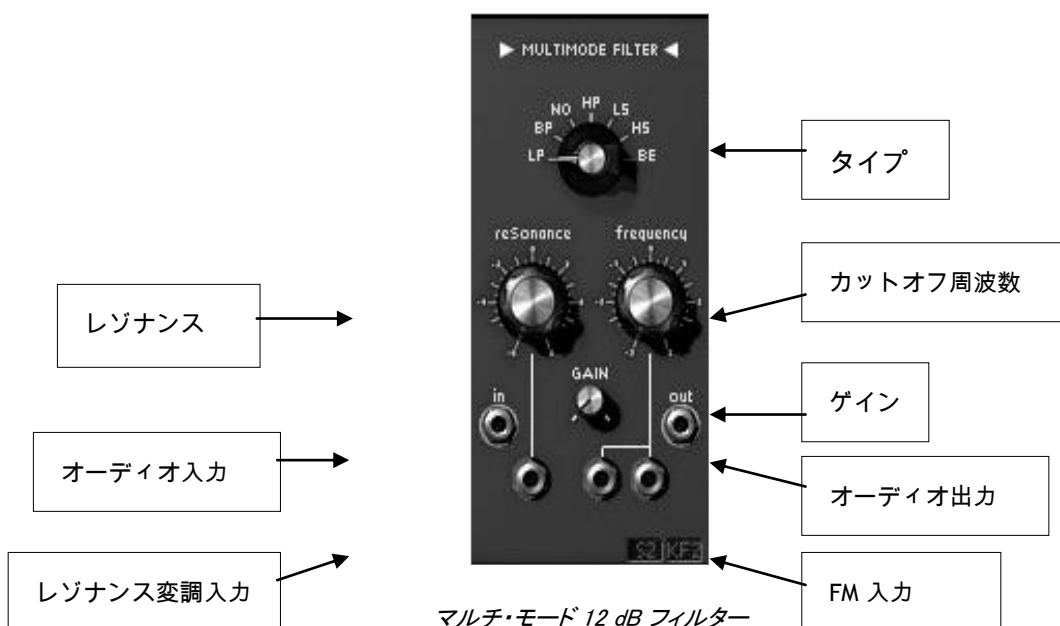 MULTIMODE FILTER
NO HP LS
BP HS
LP BE
タイプ
reSonance frequency
カットオフ周波数
レゾナンス
GAIN
in out
ゲイン
オーディオ入力
オーディオ出力
S2 KF2
レゾナンス変調入力
FM 入力
マルチ・モード 12 dB フィルター